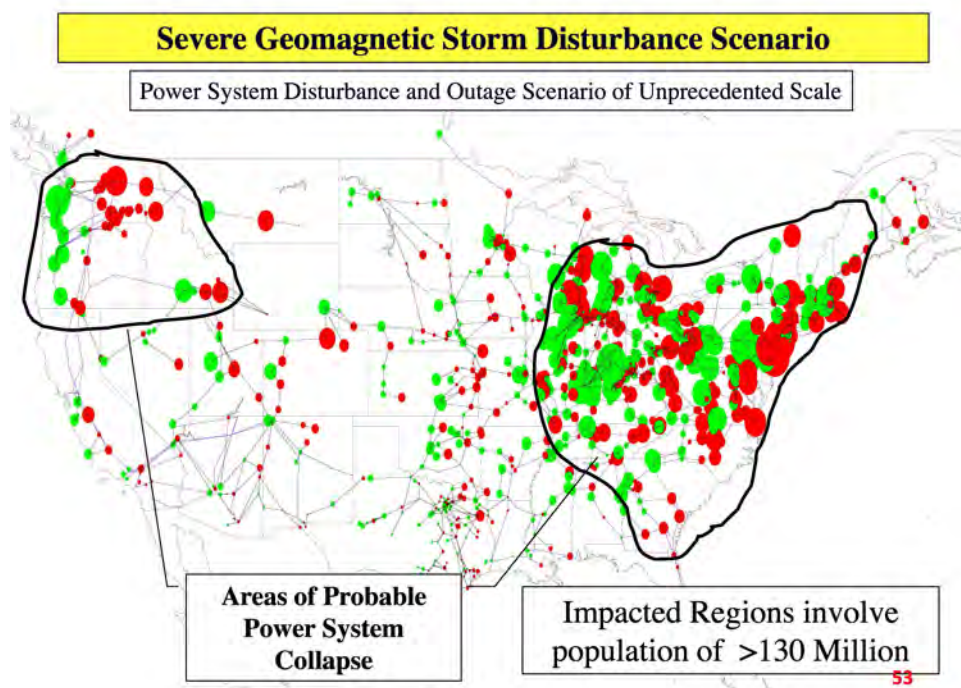 Severe Geomagnetic Storm Disturbance Scenario
Power System Disturbance and Outage Scenario of Unprecedented Scale
Areas of Probable
Power System
Collapse
Impacted Regions involve
population of >130 Million
53